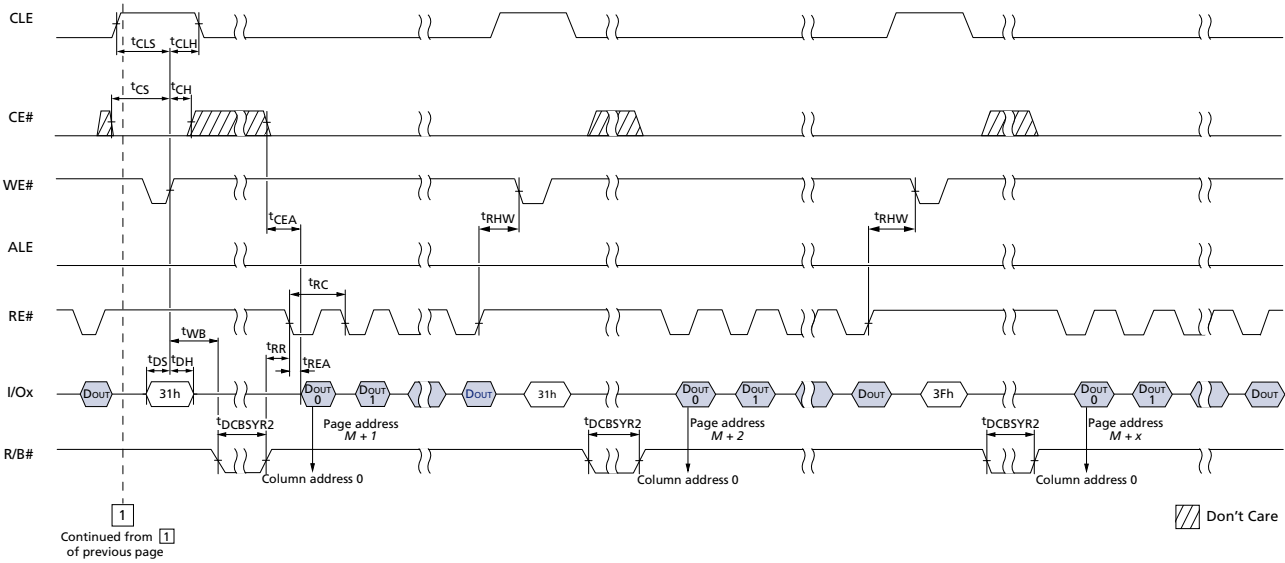 CLE
tCLS tCLH
tCS tCH
CE#
WE#
tCEA tRHW tRHW
ALE
tRC
RE#
tWB
tRR
tDS tDH tREA
I/Ox DOUT 31h DOUT 0 DOUT 1 DOUT 31h DOUT 0 DOUT 1 DOUT 3Fh DOUT 0 DOUT 1 DOUT
tDCBSYR2 Page address M + 1 tDCBSYR2 Page address M + 2 tDCBSYR2 Page address M + x
R/B#
Column address 0 Column address 0 Column address 0
1
Continued from 1
of previous page
Don't Care